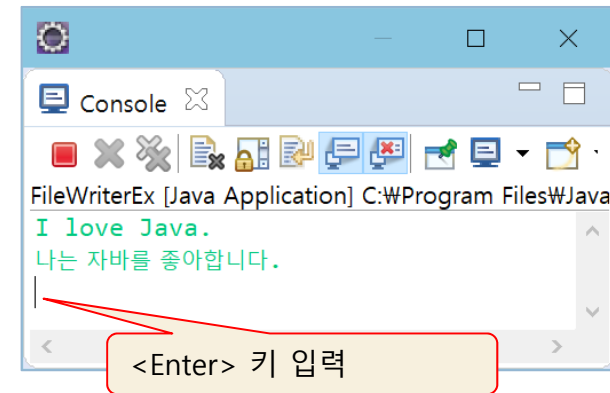 Console
FileWriterEx [Java Application] C:₩Program Files₩Java
I love Java.
나는 자바를 좋아합니다.
<Enter> 키 입력